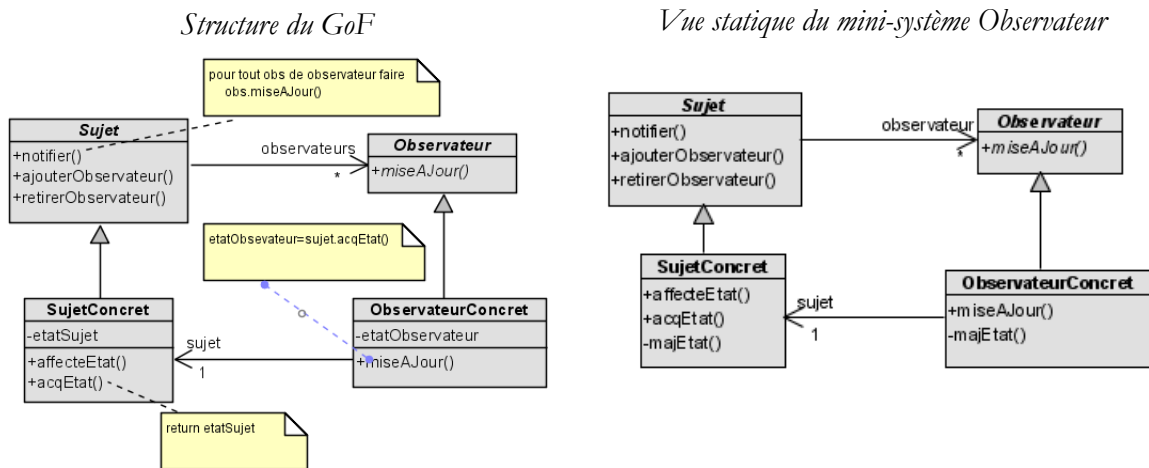 Structure du GoF
pour tout obs de observateur faire
obs.miseAJour()
Sujet
+notifier()
+ajouterObservateur()
+retirerObservateur()
observateurs
*
Observateur
+miseAJour()
etatObsevateur=sujet.acqEtat()
SujetConcret
-etatSujet
+affecteEtat()
+acqEtat()
sujet
1
ObservateurConcret
-etatObservateur
+miseAJour()
return etatSujet
Vue statique du mini-système Observateur
Sujet
+notifier()
+ajouterObservateur()
+retirerObservateur()
observateur
*
Observateur
+miseAJour()
SujetConcret
+affecteEtat()
+acqEtat()
-majEtat()
sujet
1
ObservateurConcret
+miseAJour()
-majEtat()